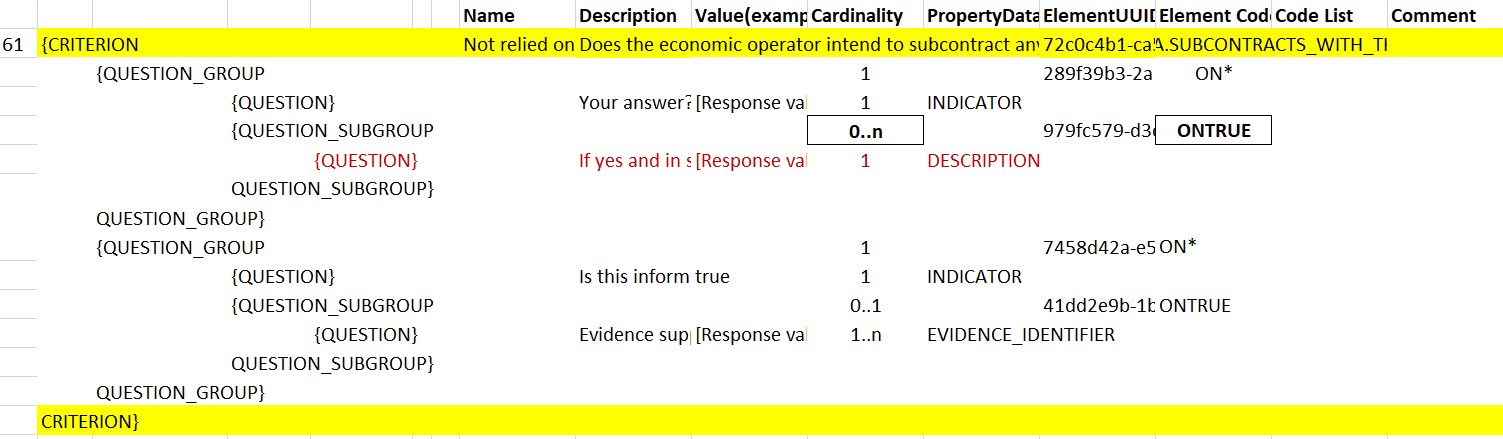 Name Description Value(examp Cardinality PropertyData ElementUUID Element Code Code List Comment
61 {CRITERION Not relied on Does the economic operator intend to subcontract any 72c0c4b1-ca A.SUBCONTRACTS_WITH_TH
{QUESTION_GROUP 1 289f39b3-2a ON*
{QUESTION} Your answer? [Response val 1 INDICATOR
{QUESTION_SUBGROUP 0..n 979fc579-d3 ONTRUE
{QUESTION} If yes and in s [Response val 1 DESCRIPTION
QUESTION_SUBGROUP}
QUESTION_GROUP}
{QUESTION_GROUP 1 7458d42a-e5 ON*
{QUESTION} Is this inform true 1 INDICATOR
{QUESTION_SUBGROUP 0..1 41dd2e9b-1b ONTRUE
{QUESTION} Evidence supp [Response val 1..n EVIDENCE_IDENTIFIER
QUESTION_SUBGROUP}
QUESTION_GROUP}
CRITERION}